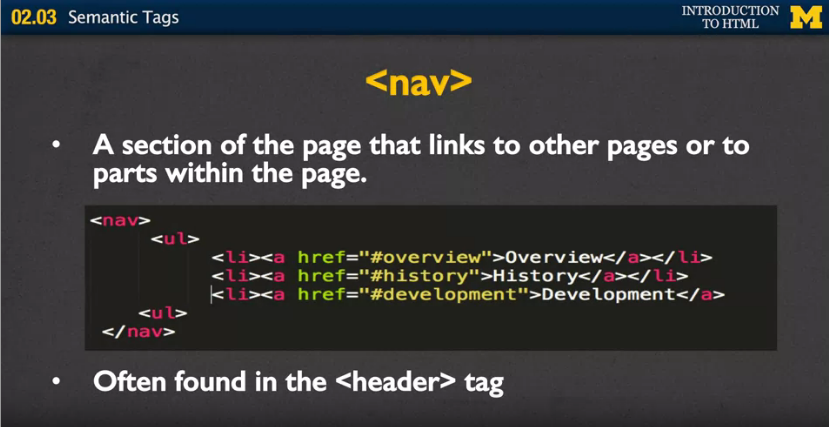 02.03 Semantic Tags
INTRODUCTION
TO HTML
M
<nav>
• A section of the page that links to other pages or to
parts within the page.
<nav>
<ul>
<li><a href="#overview">Overview</a></li>
<li><a href="#history">History</a></li>
<li><a href="#development">Development</a>
<ul>
</nav>
• Often found in the <header> tag